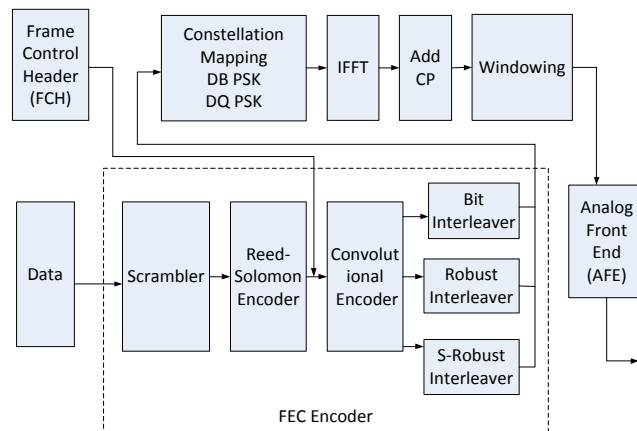 Frame
Control
Header
(FCH)
Constellation
Mapping
DB PSK
DQ PSK
IFFT
Add
CP
Windowing
Data
Scrambler
Reed-
Solomon
Encoder
Convolut
ional
Encoder
Bit
Interleaver
Robust
Interleaver
S-Robust
Interleaver
Analog
Front
End
(AFE)
FEC Encoder